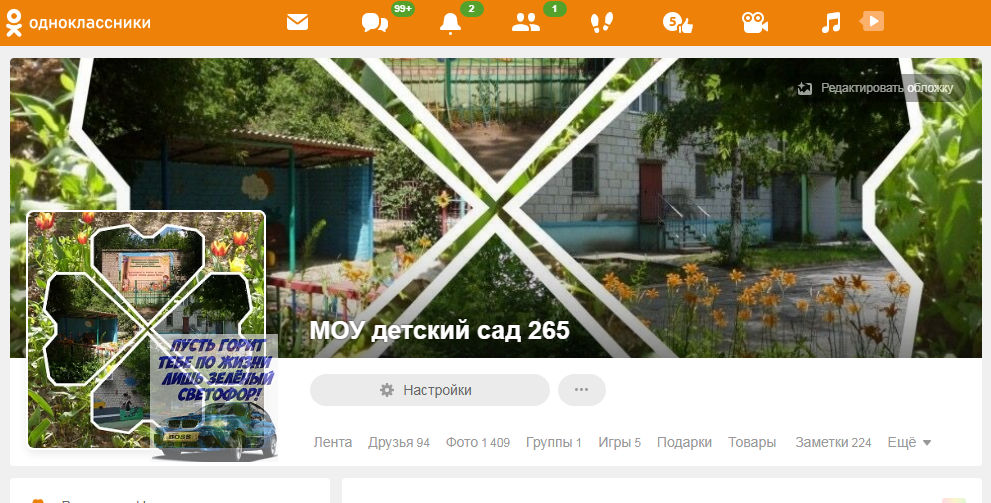 одноклассники
99+
2
1
5
Редактировать обложку
ПУСТЬ ГОРИТ
ТЕБЕ ПО ЖИЗНИ
ЛИШЬ ЗЕЛЁНЫЙ
СВЕТОФОР!
BOSS
МОУ детский сад 265
Настройки
Лента Друзья 94 Фото 1 409 Группы 1 Игры 5 Подарки Товары Заметки 224 Ещё